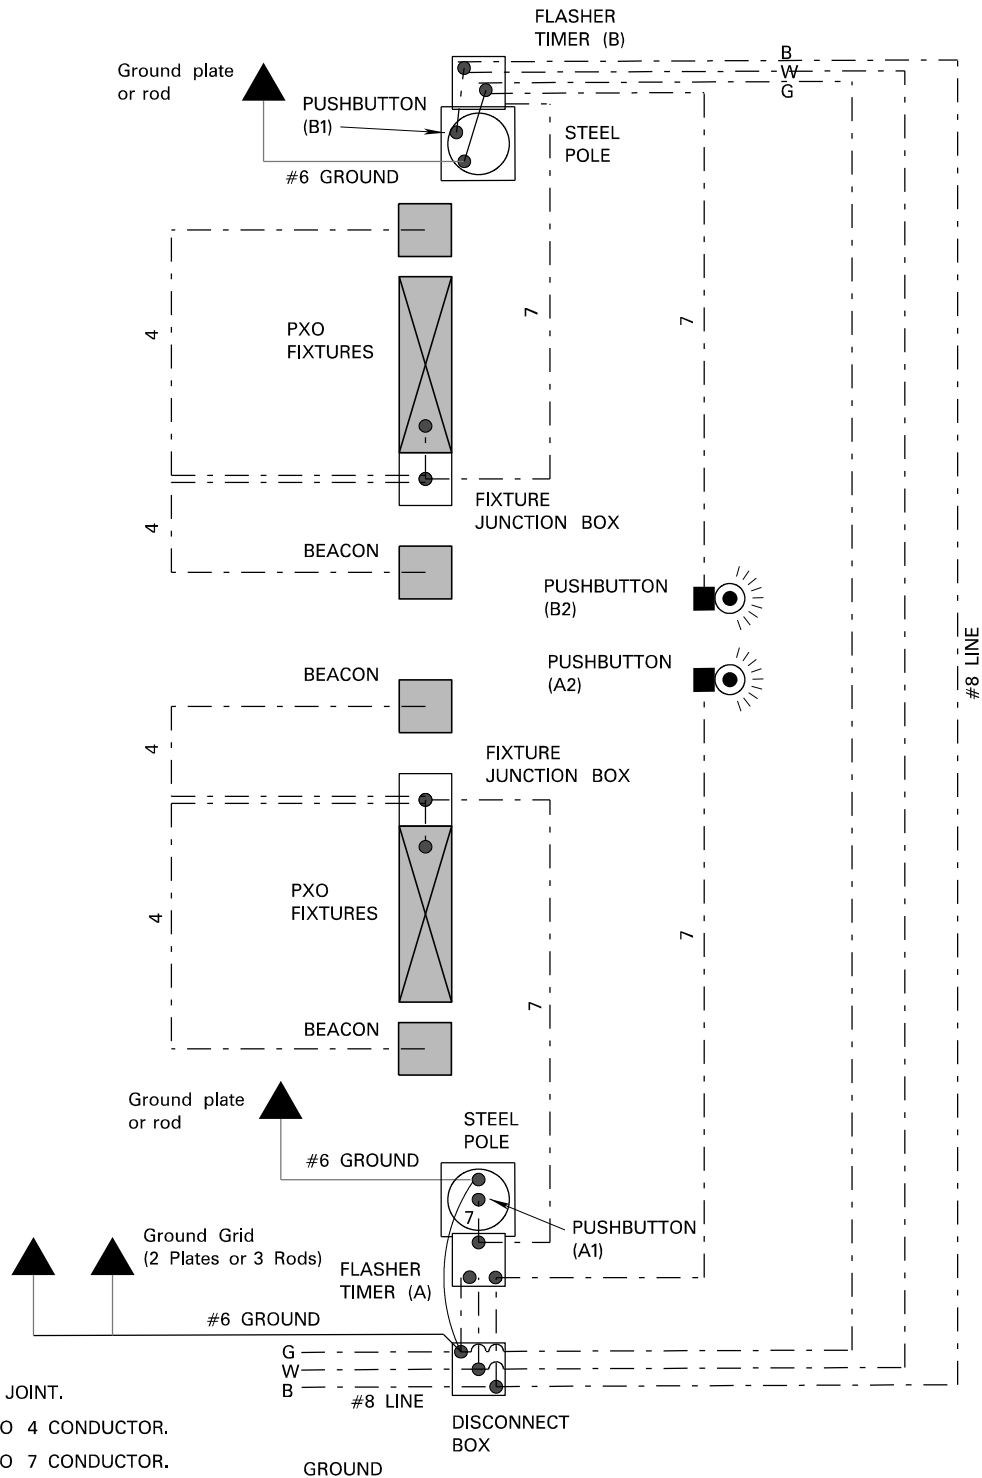 FLASHER
TIMER (B)
B
W
G
Ground plate
or rod
PUSHBUTTON
(B1)
STEEL
POLE
#6 GROUND
4
PXO
FIXTURES
7
7
FIXTURE
JUNCTION BOX
4
BEACON
PUSHBUTTON
(B2)
#8 LINE
PUSHBUTTON
(A2)
BEACON
4
FIXTURE
JUNCTION BOX
PXO
FIXTURES
4
7
7
BEACON
Ground plate
or rod
STEEL
POLE
#6 GROUND
7
PUSHBUTTON
(A1)
Ground Grid
(2 Plates or 3 Rods)
FLASHER
TIMER (A)
#6 GROUND
G
W
B
#8 LINE
JOINT.
DISCONNECT
BOX
O 4 CONDUCTOR.
O 7 CONDUCTOR.
GROUND